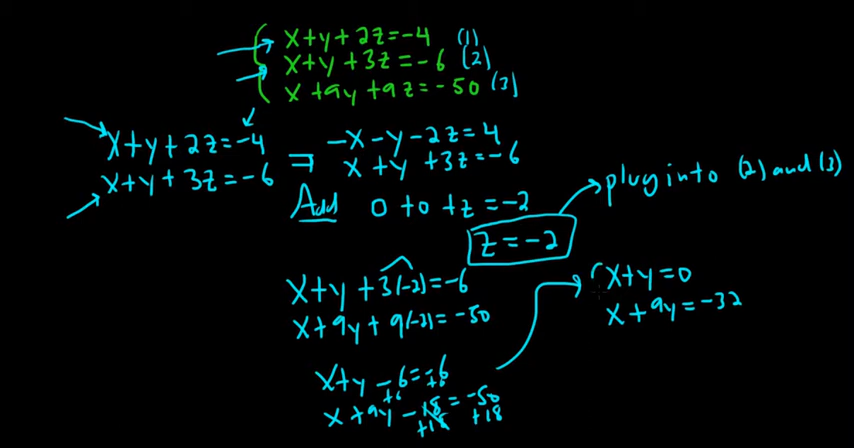 x+y+2z=-4 (1)
x+y+3z=-6 (2)
x+9y+9z=-50 (3)
x+y+2z=-4
x+y+3z=-6
⇒ -x-y-2z=4
x+y+3z=-6
Add 0+0+z=-2
z=-2
plug into (2) and (3)
x+y+3(-2)=-6
x+9y+9(-2)=-50
x+y-6=-6
+6 +6
x+9y-18=-50
+18 +18
x+y=0
x+9y=-32